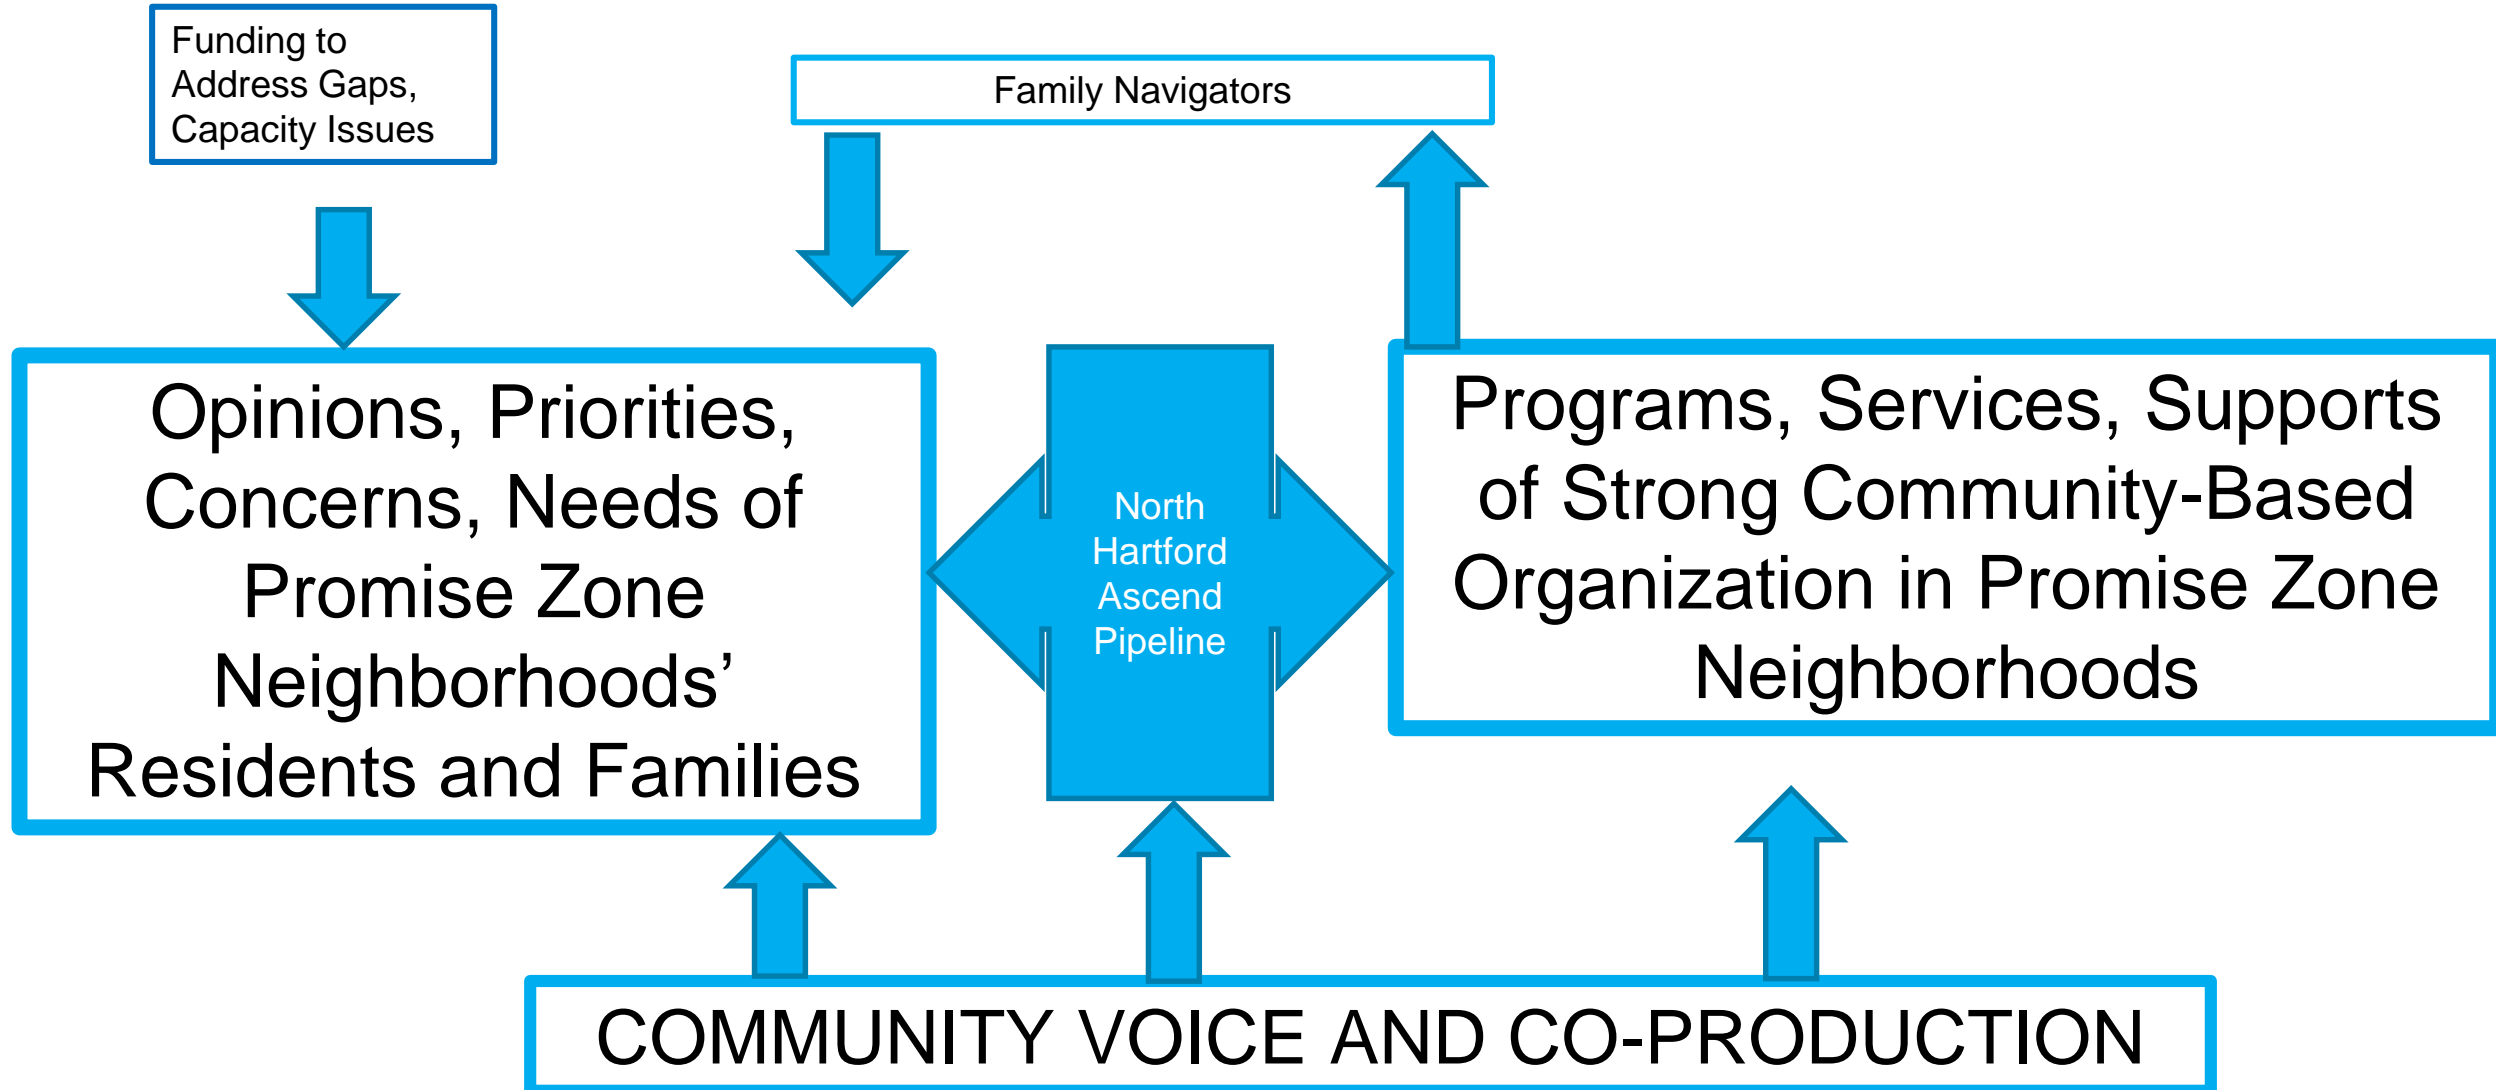 Funding to
Address Gaps,
Capacity Issues
Family Navigators
Opinions, Priorities,
Concerns, Needs of
Promise Zone
Neighborhoods’
Residents and Families
North
Hartford
Ascend
Pipeline
Programs, Services, Supports
of Strong Community-Based
Organization in Promise Zone
Neighborhoods
COMMUNITY VOICE AND CO-PRODUCTION